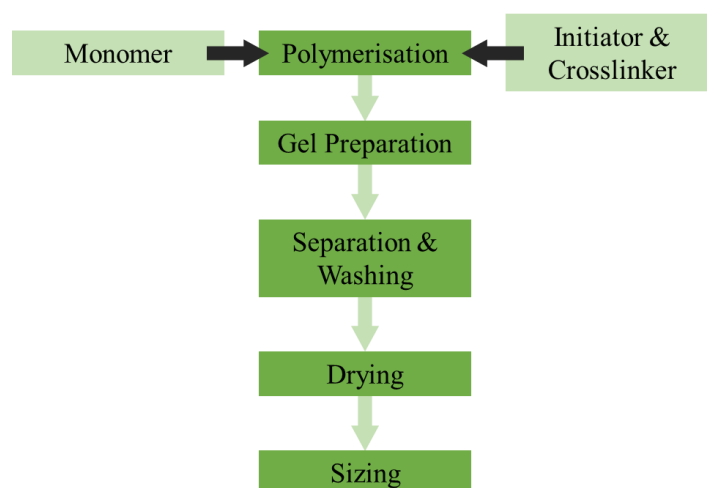 Monomer
Polymerisation
Initiator &
Crosslinker
Gel Preparation
Separation &
Washing
Drying
Sizing